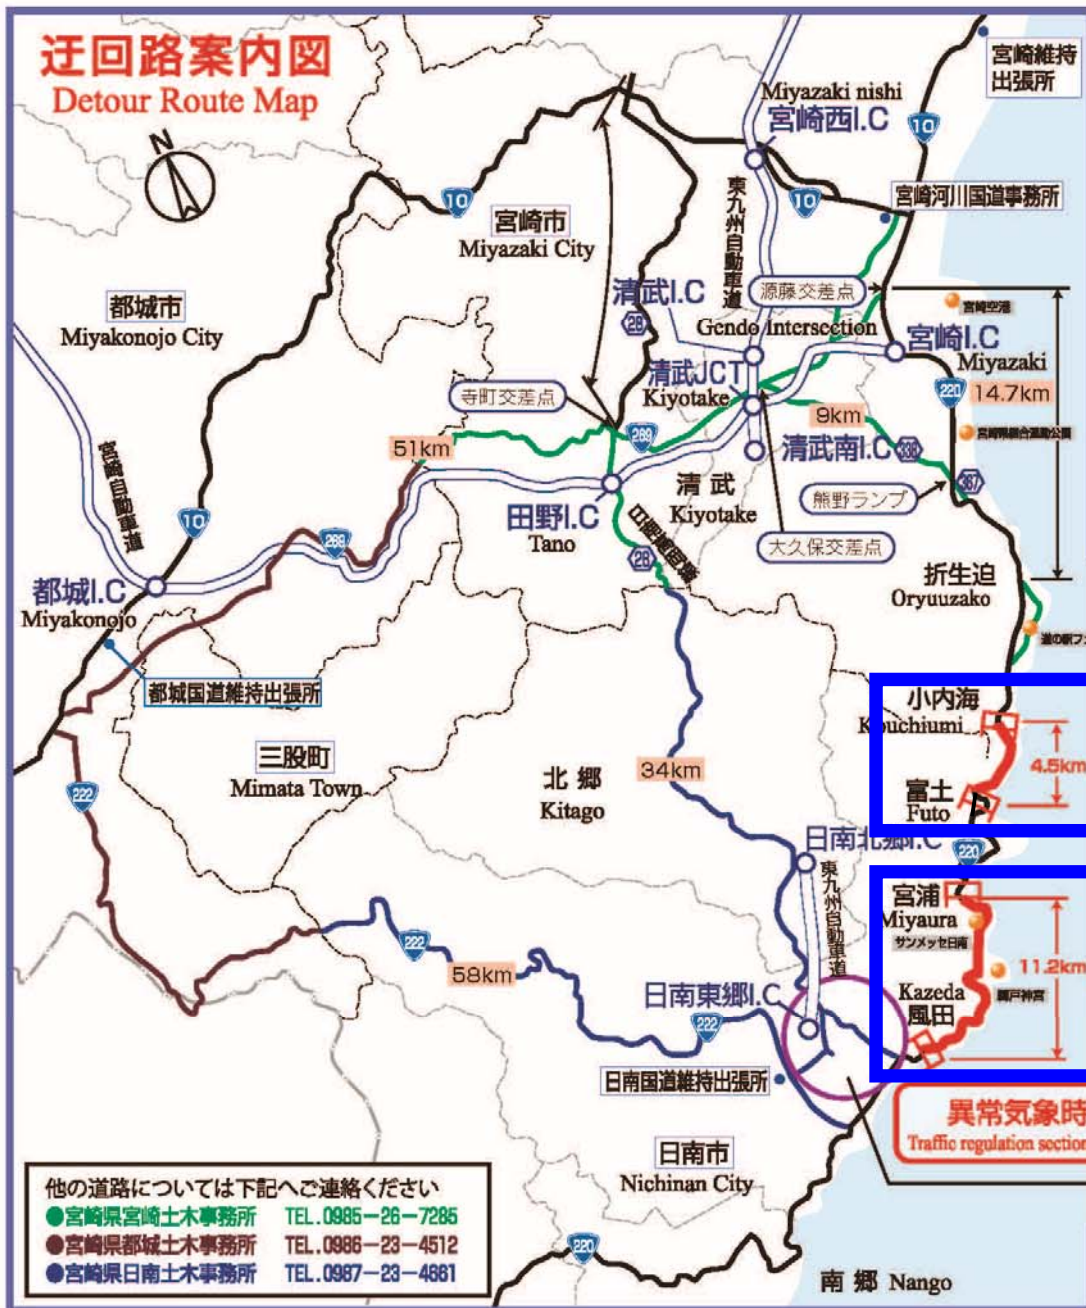 迂回路案内図
Detour Route Map
N
宮崎維持
出張所
Miyazaki nishi
宮崎西I.C
10
10
10
宮崎河川国道事務所
宮崎市
Miyazaki City
東九州自動車道
都城市
Miyakonojo City
清武I.C
28
源藤交差点
Gendo Intersection
宮崎空港
宮崎I.C
Miyazaki
清武JCT
Kiyotake
寺町交差点
220
14.7km
9km
269
51km
宮崎県総合運動公園
清武南I.C
338
367
宮崎自動車道
清武
Kiyotake
熊野ランプ
田野I.C
Tano
10
269
28
大久保交差点
折生迫
Oryuuzako
都城I.C
Miyakonojo
道の駅フェ
都城国道維持出張所
小内海
Kouchiumi
4.5km
三股町
Mimata Town
北郷
Kitago
34km
富土
Futo
222
日南北郷I.C
220
東九州自動車道
宮浦
Miyaura
サンメッセ日南
222
58km
11.2km
鵜戸神宮
Kazeda
風田
日南東郷I.C
222
日南国道維持出張所
異常気象時
Traffic regulation section
日南市
Nichinan City
他の道路については下記へご連絡ください
●宮崎県宮崎土木事務所 TEL.0985-26-7285
●宮崎県都城土木事務所 TEL.0986-23-4512
●宮崎県日南土木事務所 TEL.0987-23-4661
220
南郷 Nango